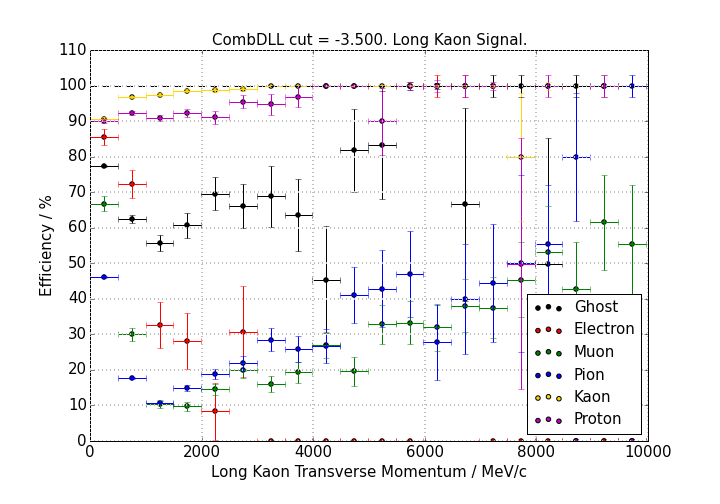 CombDLL cut = -3.500. Long Kaon Signal.
110
100
90
80
70
60
50
40
30
20
10
0
Efficiency / %
Ghost
Electron
Muon
Pion
Kaon
Proton
0 2000 4000 6000 8000 10000
Long Kaon Transverse Momentum / MeV/c